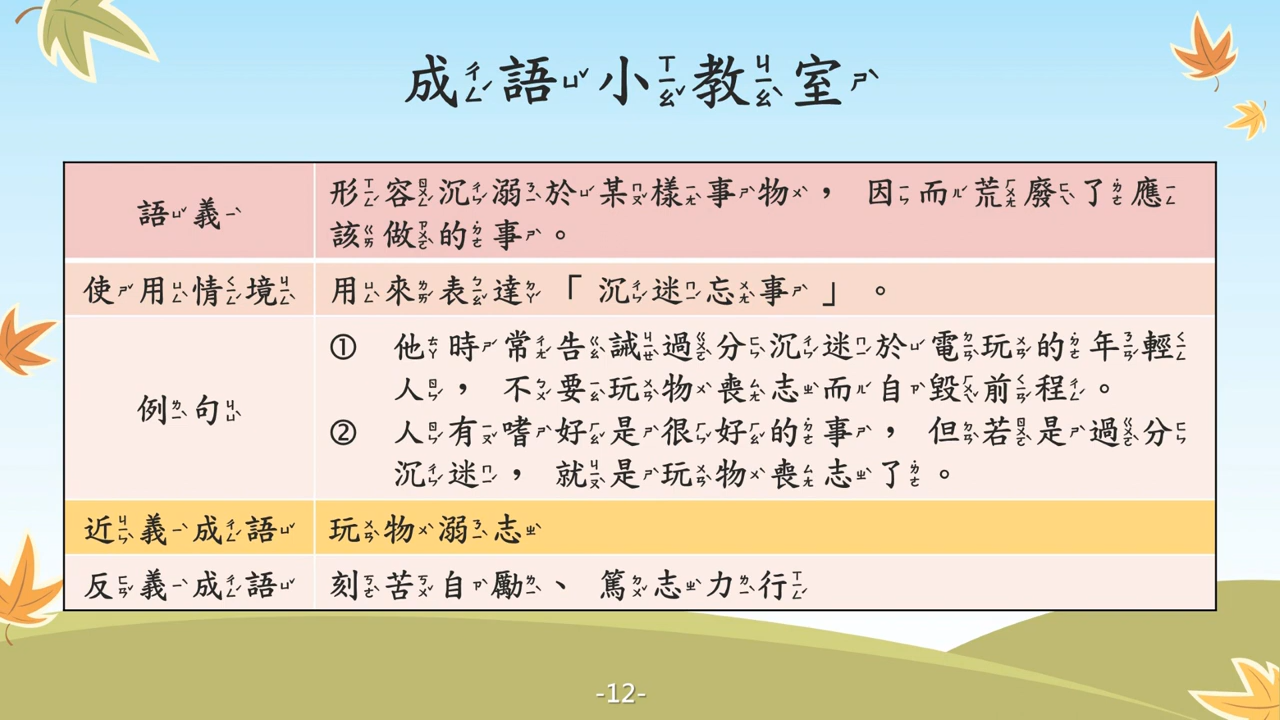 成語小教室
語義
形容沉溺於某樣事物，因而荒廢了應
該做的事。
使用情境
用來表達「沉迷忘事」。
例句
① 他時常告誡過分沉迷於電玩的年輕
人，不要玩物喪志而自毀前程。
② 人有嗜好是很好的事，但若是過分
沉迷，就是玩物喪志了。
近義成語
玩物溺志
反義成語
刻苦自勵、篤志力行
-12-